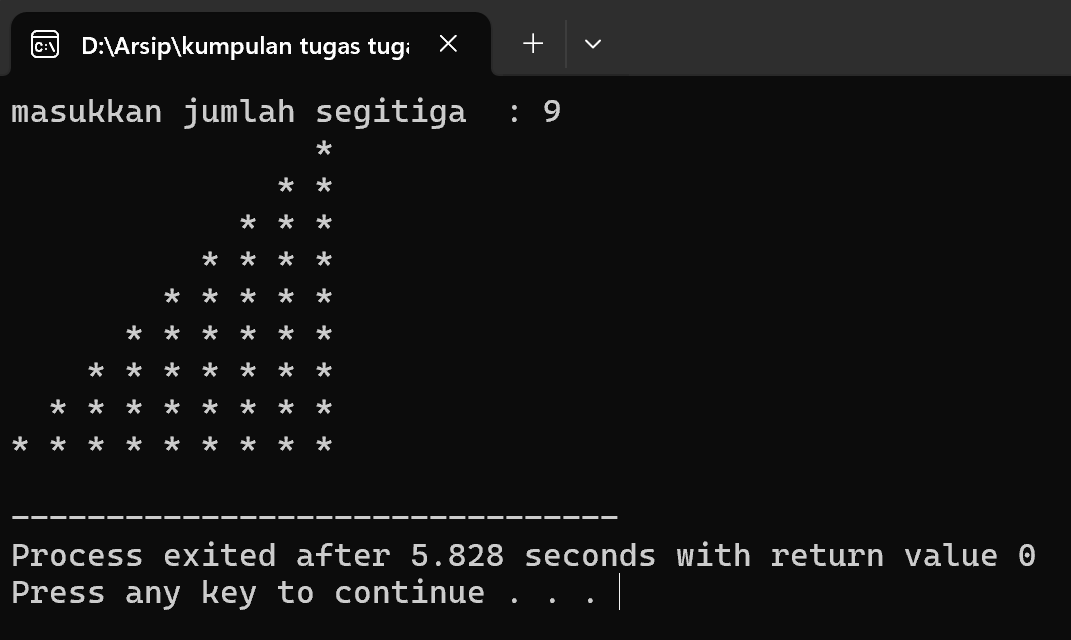 D:\Arsip\kumpulan tugas tuga
masukkan jumlah segitiga  : 9
                *
              * *
            * * *
          * * * *
        * * * * *
      * * * * * *
    * * * * * * *
  * * * * * * * *
* * * * * * * * *
--------------------------------
Process exited after 5.828 seconds with return value 0
Press any key to continue . . .